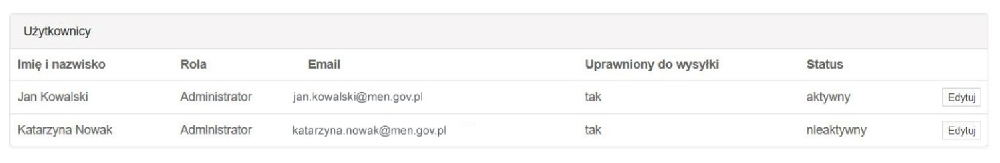 Użytkownicy
Imię i nazwisko Rola Email Uprawniony do wysyłki Status
Jan Kowalski Administrator jan.kowalski@men.gov.pl tak aktywny Edytuj
Katarzyna Nowak Administrator katarzyna.nowak@men.gov.pl tak nieaktywny Edytuj